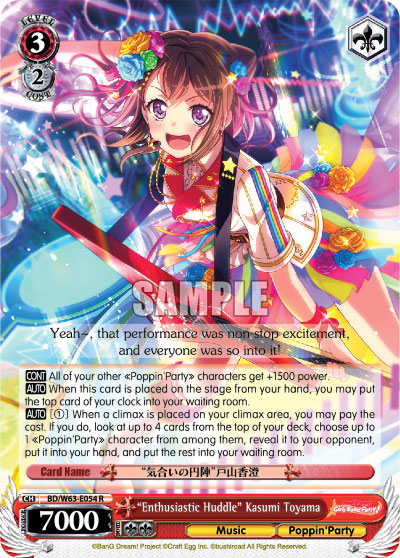 LEVEL
3
2
COST
SAMPLE
Yeah~, that performance was non stop excitement,
and everyone was so into it!
CONT All of your other «Poppin'Party» characters get +1500 power.
AUTO When this card is placed on the stage from your hand, you may put
the top card of your clock into your waiting room.
AUTO [①] When a climax is placed on your climax area, you may pay the
cost. If you do, look at up to 4 cards from the top of your deck, choose up to
1 «Poppin'Party» character from among them, reveal it to your opponent,
put it into your hand, and put the rest into your waiting room.
Card Name
"気合いの円陣"戸山香澄
CH BD/W63-E054 R
"Enthusiastic Huddle" Kasumi Toyama
Girls Band Party!
POWER
7000
Music
Poppin'Party
©BanG Dream! Project ©Craft Egg Inc. ©bushiroad All Rights Reserved.